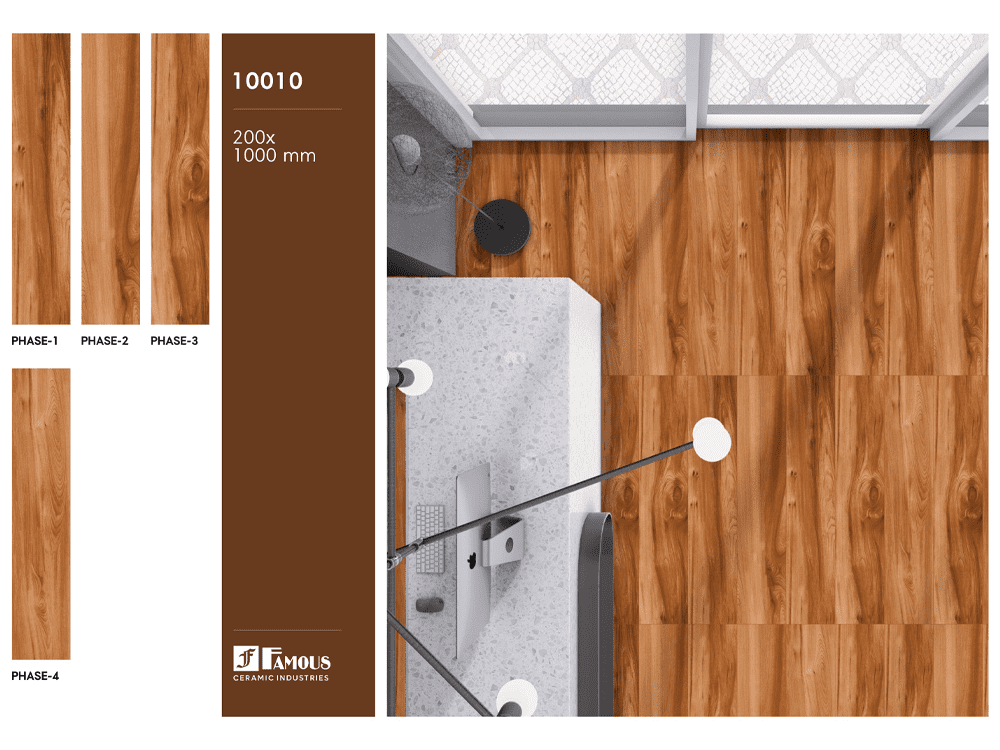 10010
200x
1000 mm
PHASE-1
PHASE-2
PHASE-3
PHASE-4
F FAMOUS
CERAMIC INDUSTRIES